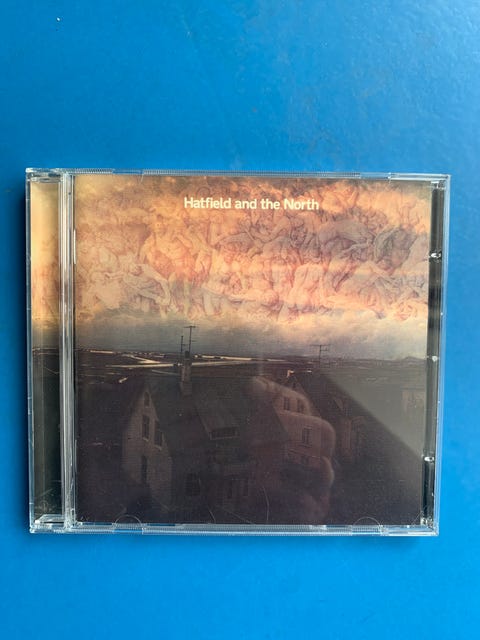 Hatfield and the North